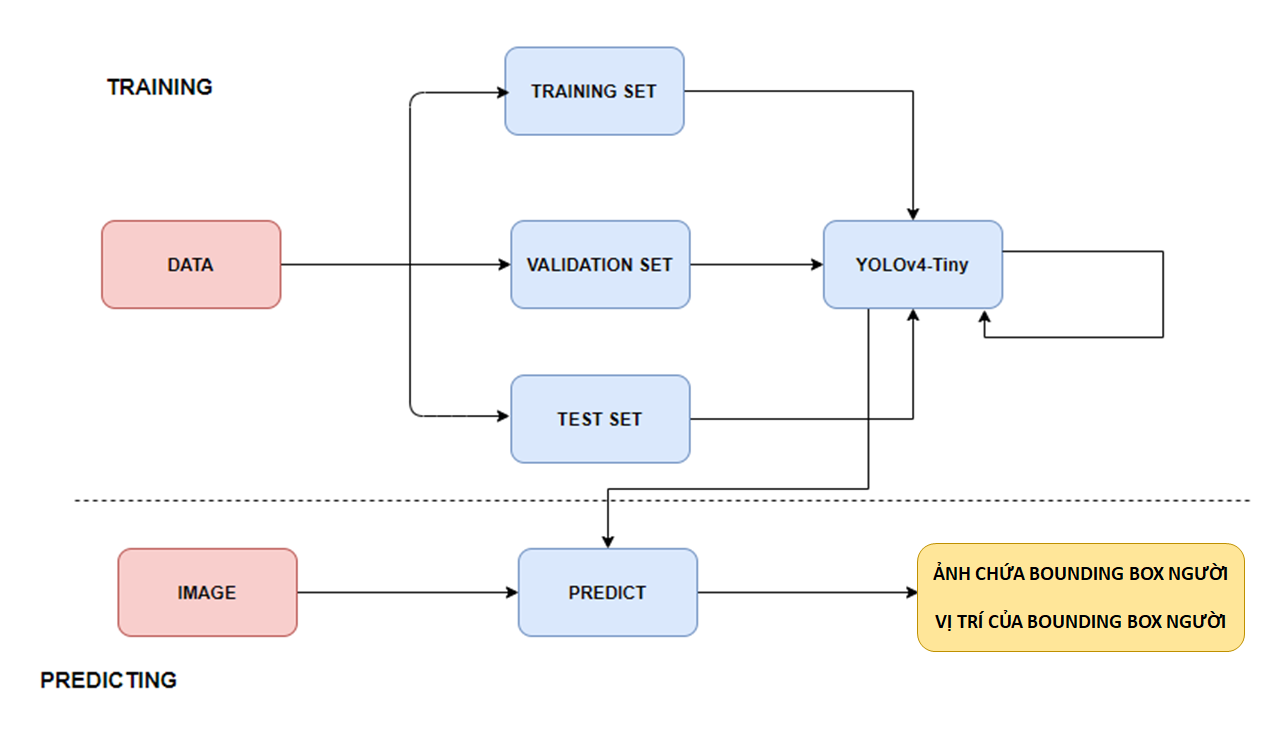 TRAINING
TRAINING SET
DATA
VALIDATION SET
YOLOv4-Tiny
TEST SET
IMAGE
PREDICT
ẢNH CHỨA BOUNDING BOX NGƯỜI
VỊ TRÍ CỦA BOUNDING BOX NGƯỜI
PREDICTING